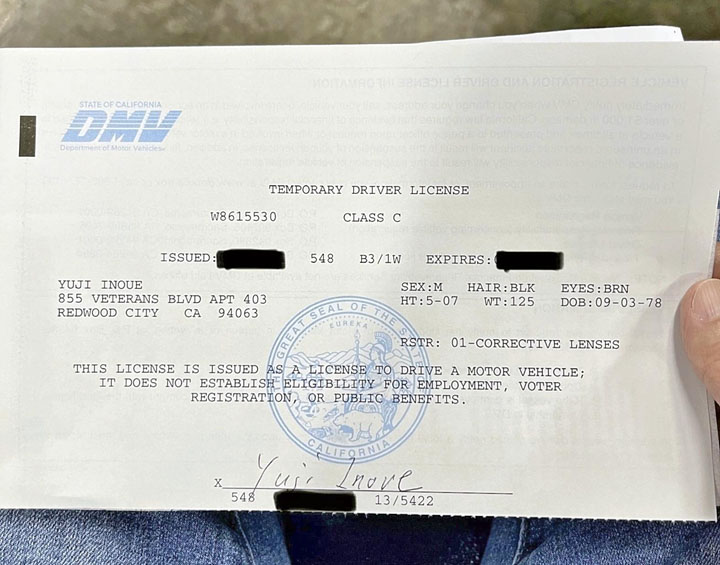 STATE OF CALIFORNIA
DMV
Department of Motor Vehicles
TEMPORARY DRIVER LICENSE
W8615530 CLASS C
ISSUED: 548 B3/1W EXPIRES:
YUJI INOUE SEX:M HAIR:BLK EYES:BRN
855 VETERANS BLVD APT 403 HT:5-07 WT:125 DOB:09-03-78
REDWOOD CITY CA 94063
RSTR: 01-CORRECTIVE LENSES
THE GREAT SEAL OF THE STATE
EUREKA
THIS LICENSE IS ISSUED AS A LICENSE TO DRIVE A MOTOR VEHICLE;
IT DOES NOT ESTABLISH ELIGIBILITY FOR EMPLOYMENT, VOTER
REGISTRATION, OR PUBLIC BENEFITS.
CALIFORNIA
X Yuji Inoue
548 13/5422